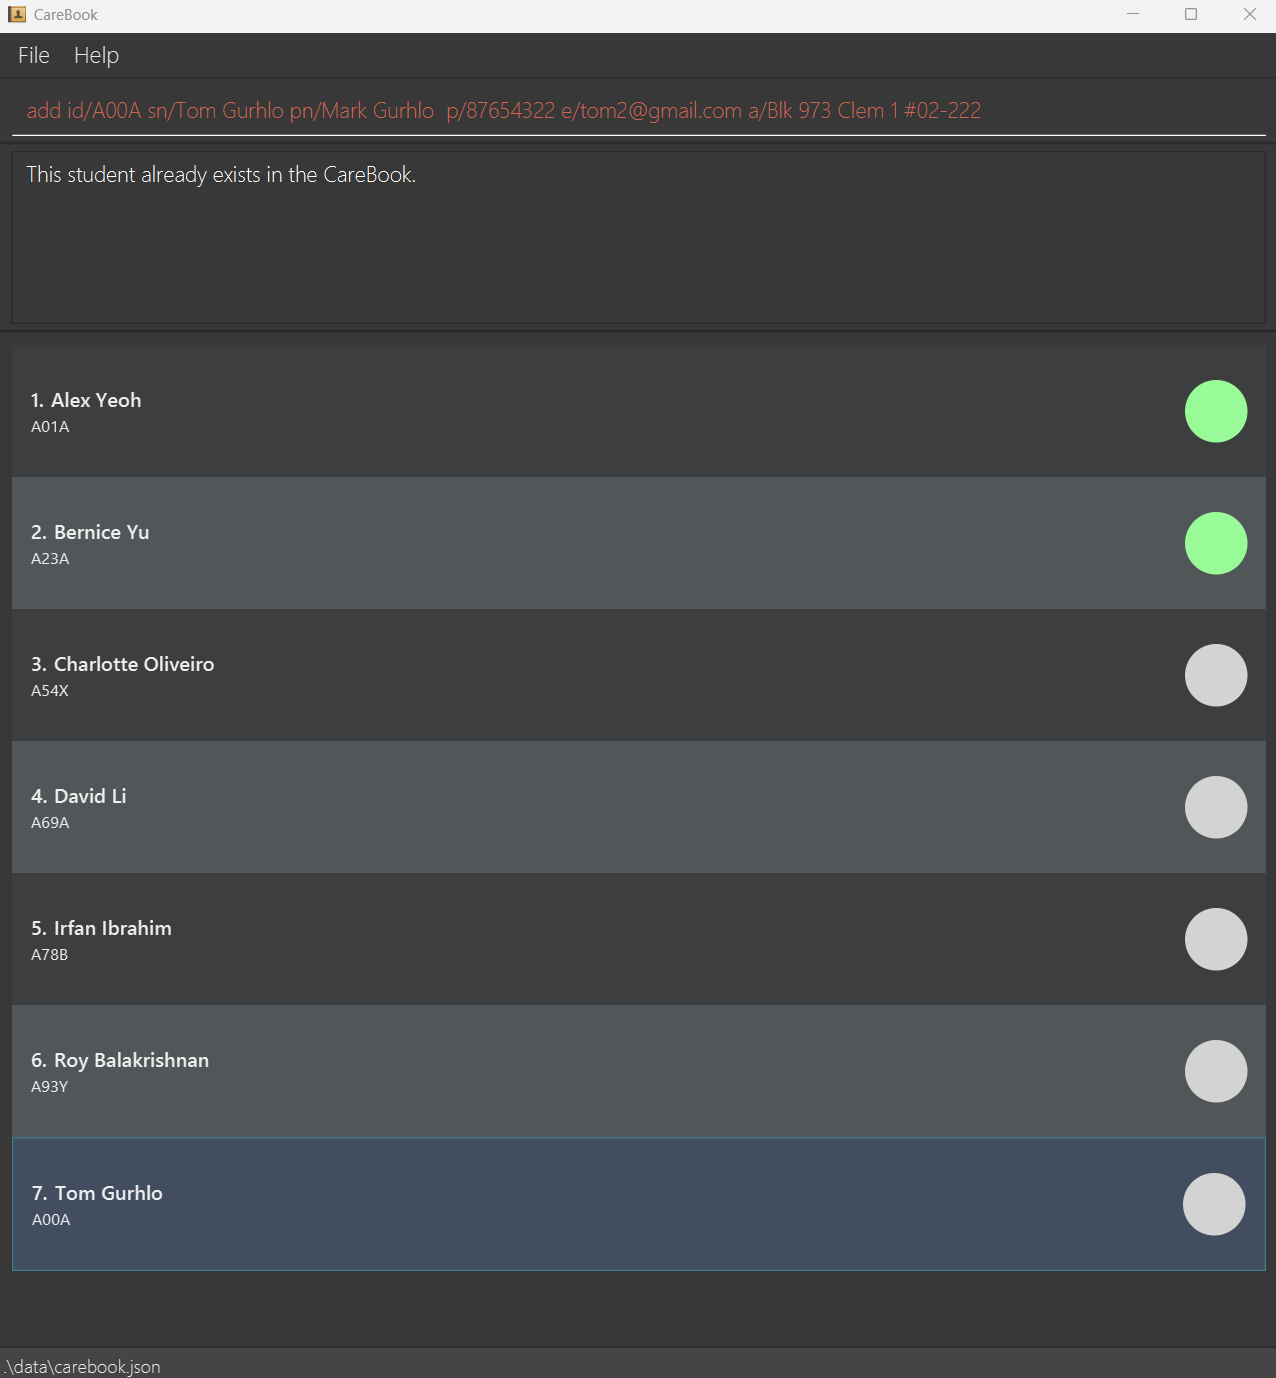 CareBook
File Help
add id/A00A sn/Tom Gurhlo pn/Mark Gurhlo  p/87654322 e/tom2@gmail.com a/Blk 973 Clem 1 #02-222
This student already exists in the CareBook.
1. Alex Yeoh
A01A
2. Bernice Yu
A23A
3. Charlotte Oliveiro
A54X
4. David Li
A69A
5. Irfan Ibrahim
A78B
6. Roy Balakrishnan
A93Y
7. Tom Gurhlo
A00A
.\data\carebook.json